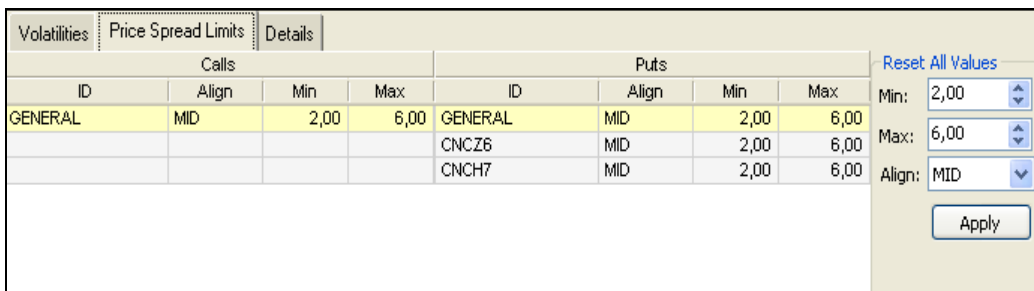 Volatilities Price Spread Limits Details
Calls Puts Reset All Values
ID Align Min Max ID Align Min Max Min: 2,00
GENERAL MID 2,00 6,00 GENERAL MID 2,00 6,00
CNCZ6 MID 2,00 6,00 Max: 6,00
CNCH7 MID 2,00 6,00 Align: MID
Apply